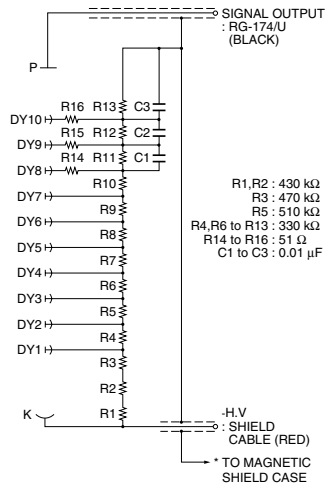 SIGNAL OUTPUT
: RG-174/U
(BLACK)
P
R16 R13 C3
DY10
R15 R12 C2
DY9
R14 R11 C1
DY8
R10
DY7
R9
DY6
R8
DY5
R7
DY4
R6
DY3
R5
DY2
R4
DY1
R3
R2
K
R1
R1,R2 : 430 kΩ
R3 : 470 kΩ
R5 : 510 kΩ
R4,R6 to R13 : 330 kΩ
R14 to R16 : 51 Ω
C1 to C3 : 0.01 μF
-H.V
: SHIELD
CABLE (RED)
* TO MAGNETIC
SHIELD CASE